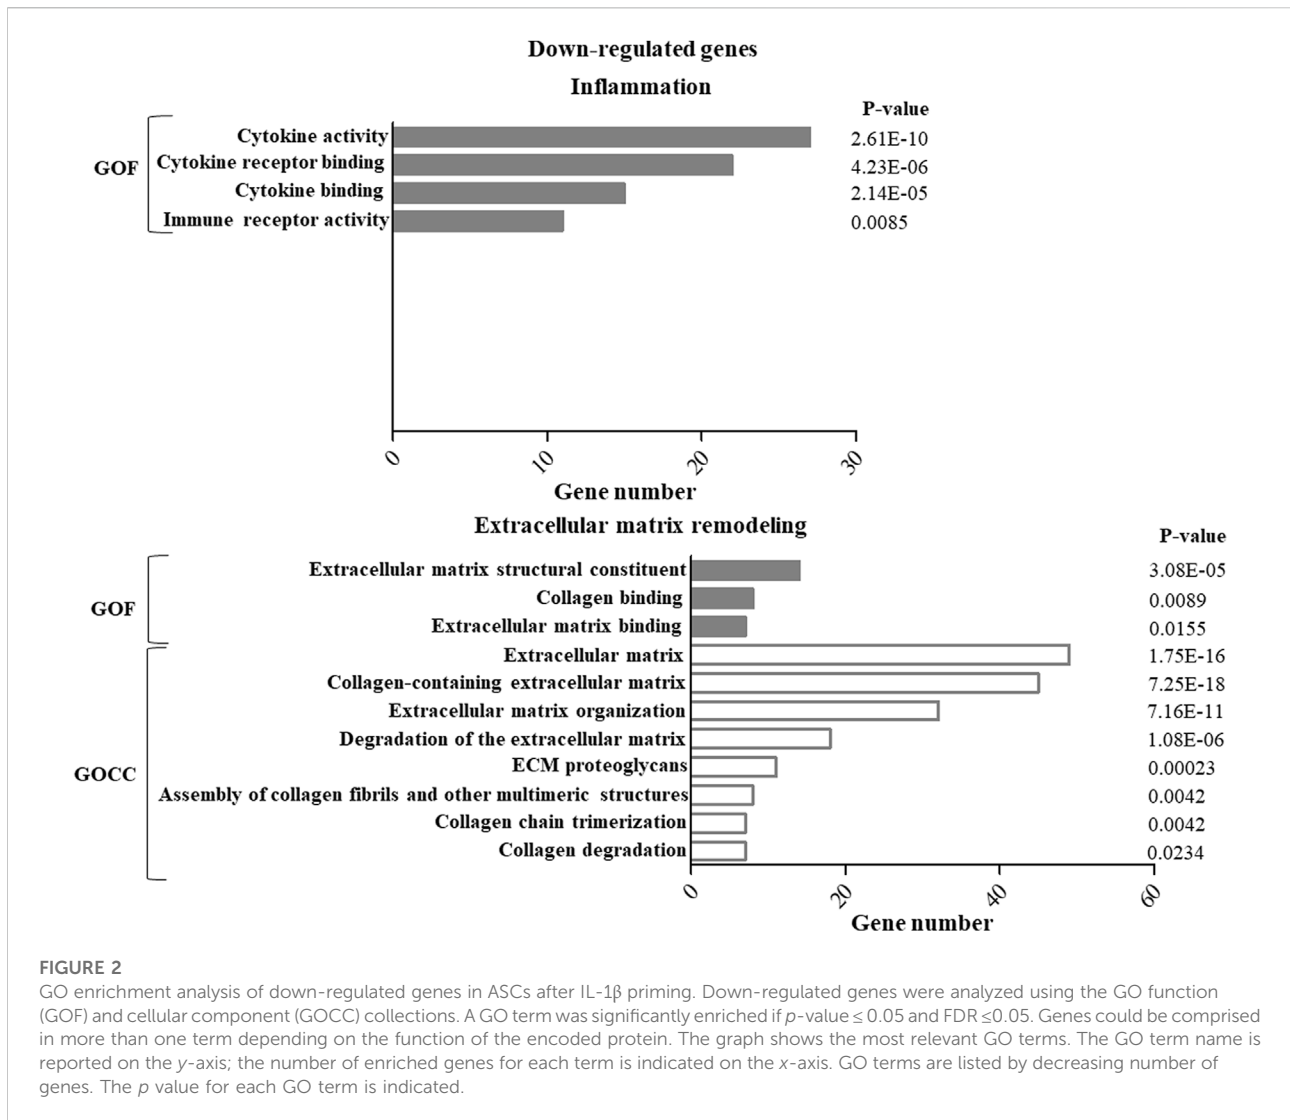 Down-regulated genes
Inflammation
P-value
GOF
Cytokine activity 2.61E-10
Cytokine receptor binding 4.23E-06
Cytokine binding 2.14E-05
Immune receptor activity 0.0085
0 10 20 30
Gene number
Extracellular matrix remodeling
P-value
GOF
Extracellular matrix structural constituent 3.08E-05
Collagen binding 0.0089
Extracellular matrix binding 0.0155
GOCC
Extracellular matrix 1.75E-16
Collagen-containing extracellular matrix 7.25E-18
Extracellular matrix organization 7.16E-11
Degradation of the extracellular matrix 1.08E-06
ECM proteoglycans 0.00023
Assembly of collagen fibrils and other multimeric structures 0.0042
Collagen chain trimerization 0.0042
Collagen degradation 0.0234
0 20 40 60
Gene number
FIGURE 2
GO enrichment analysis of down-regulated genes in ASCs after IL-1β priming. Down-regulated genes were analyzed using the GO function
(GOF) and cellular component (GOCC) collections. A GO term was significantly enriched if p-value ≤ 0.05 and FDR ≤0.05. Genes could be comprised
in more than one term depending on the function of the encoded protein. The graph shows the most relevant GO terms. The GO term name is
reported on the y-axis; the number of enriched genes for each term is indicated on the x-axis. GO terms are listed by decreasing number of
genes. The p value for each GO term is indicated.